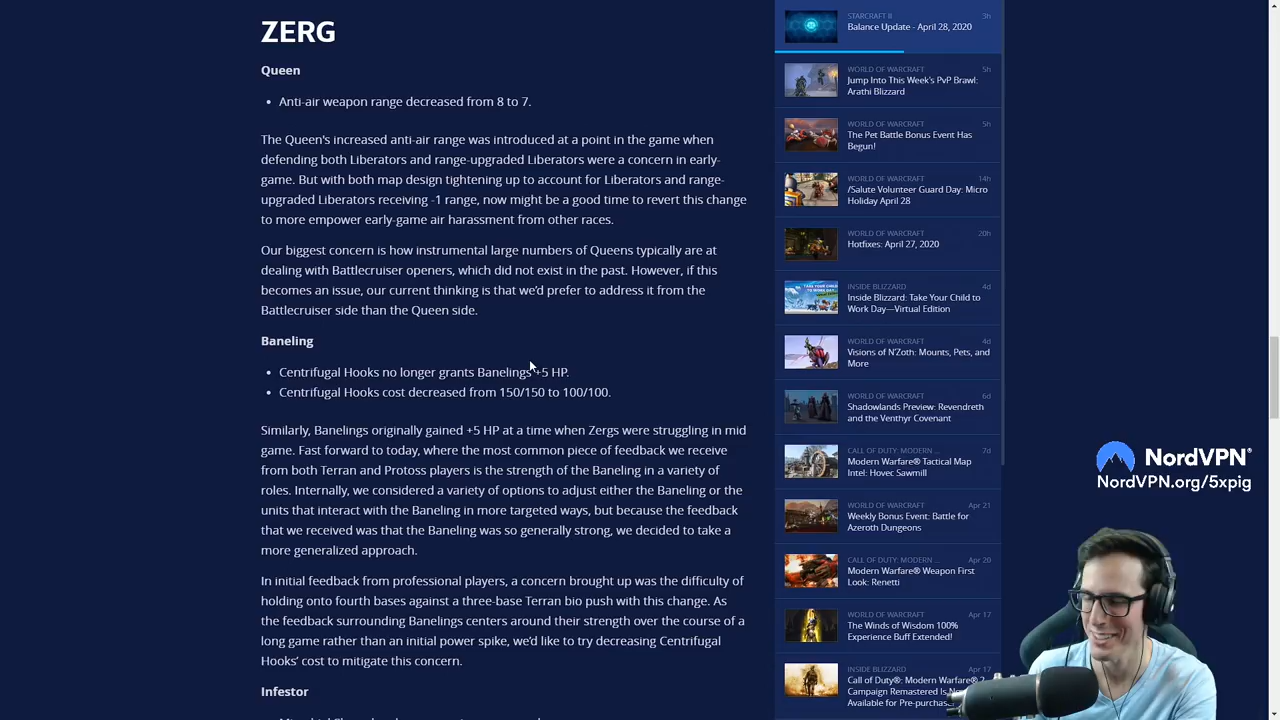 ZERG
Queen
• Anti-air weapon range decreased from 8 to 7.
The Queen's increased anti-air range was introduced at a point in the game when
defending both Liberators and range-upgraded Liberators were a concern in early-
game. But with both map design tightening up to account for Liberators and range-
upgraded Liberators receiving -1 range, now might be a good time to revert this change
to more empower early-game air harassment from other races.
Our biggest concern is how instrumental large numbers of Queens typically are at
dealing with Battlecruiser openers, which did not exist in the past. However, if this
becomes an issue, our current thinking is that we'd prefer to address it from the
Battlecruiser side than the Queen side.
Baneling
• Centrifugal Hooks no longer grants Banelings +5 HP.
• Centrifugal Hooks cost decreased from 150/150 to 100/100.
Similarly, Banelings originally gained +5 HP at a time when Zergs were struggling in mid
game. Fast forward to today, where the most common piece of feedback we receive
from both Terran and Protoss players is the strength of the Baneling in a variety of
roles. Internally, we considered a variety of options to adjust either the Baneling or the
units that interact with the Baneling in more targeted ways, but because the feedback
that we received was that the Baneling was so generally strong, we decided to take a
more generalized approach.
In initial feedback from professional players, a concern brought up was the difficulty of
holding onto fourth bases against a three-base Terran bio push with this change. As
the feedback surrounding Banelings centers around their strength over the course of a
long game rather than an initial power spike, we'd like to try decreasing Centrifugal
Hooks' cost to mitigate this concern.
Infestor
STARCRAFT II 3h
Balance Update - April 28, 2020
WORLD OF WARCRAFT 5h
Jump Into This Week's PvP Brawl:
Arathi Blizzard
WORLD OF WARCRAFT 5h
The Pet Battle Bonus Event Has
Begun!
WORLD OF WARCRAFT 14h
/Salute Volunteer Guard Day: Micro
Holiday April 28
WORLD OF WARCRAFT 20h
Hotfixes: April 27, 2020
INSIDE BLIZZARD 4d
Inside Blizzard: Take Your Child to
Work Day—Virtual Edition
WORLD OF WARCRAFT 4d
Visions of N'Zoth: Mounts, Pets, and
More
WORLD OF WARCRAFT 6d
Shadowlands Preview: Revendreth
and the Venthyr Covenant
CALL OF DUTY: MODERN ... 7d
Modern Warfare® Tactical Map
Intel: Hovec Sawmill
WORLD OF WARCRAFT Apr 21
Weekly Bonus Event: Battle for
Azeroth Dungeons
CALL OF DUTY: MODERN ... Apr 20
Modern Warfare® Weapon First
Look: Renetti
WORLD OF WARCRAFT Apr 17
The Winds of Wisdom 100%
Experience Buff Extended!
INSIDE BLIZZARD Apr 17
Call of Duty®: Modern Warfare® 2
Campaign Remastered Is
Available for Pre-purchase
NordVPN®
NordVPN.org/5xpig